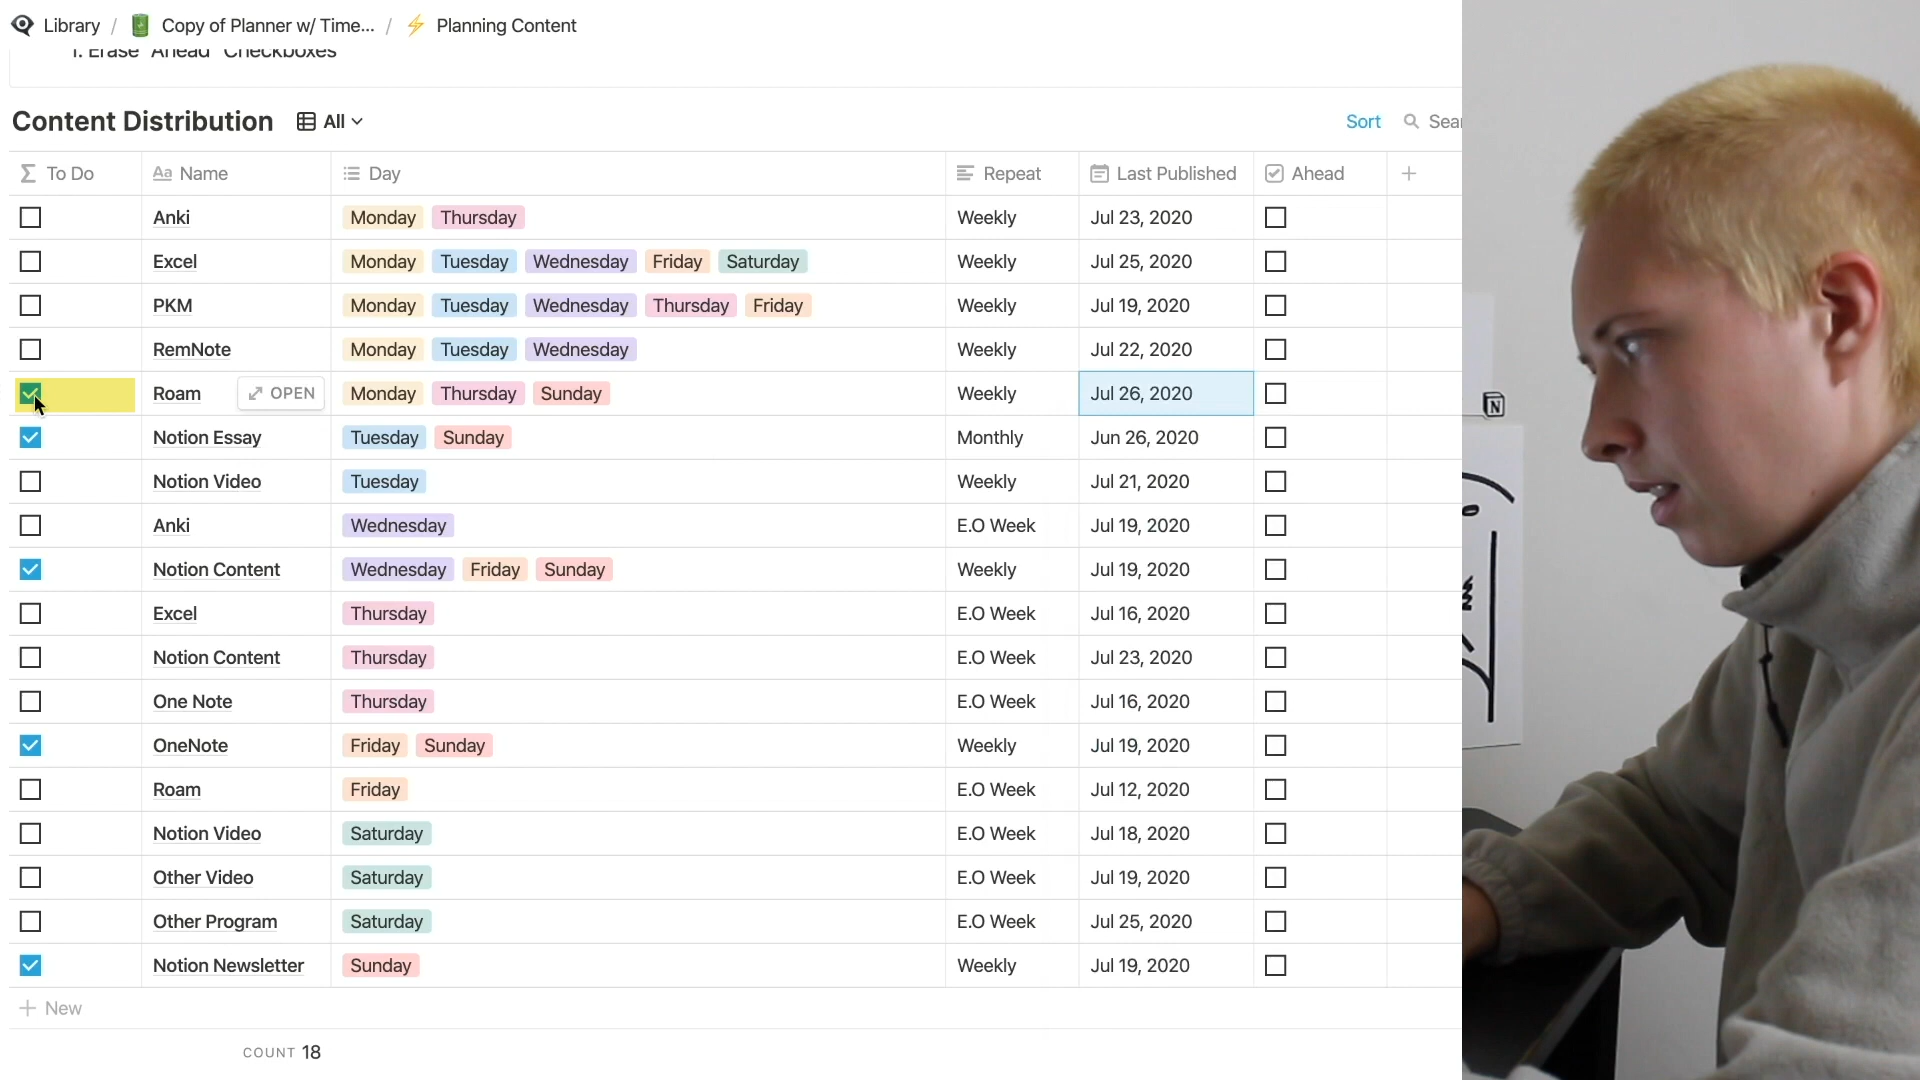 Library / Copy of Planner w/ Time... / Planning Content
1. Erase "Ahead" Checkboxes
Content Distribution All Sort Sear
To Do Aa Name Day Repeat Last Published Ahead
Anki Monday Thursday Weekly Jul 23, 2020
Excel Monday Tuesday Wednesday Friday Saturday Weekly Jul 25, 2020
PKM Monday Tuesday Wednesday Thursday Friday Weekly Jul 19, 2020
RemNote Monday Tuesday Wednesday Weekly Jul 22, 2020
Roam OPEN Monday Thursday Sunday Weekly Jul 26, 2020
Notion Essay Tuesday Sunday Monthly Jun 26, 2020
Notion Video Tuesday Weekly Jul 21, 2020
Anki Wednesday E.O Week Jul 19, 2020
Notion Content Wednesday Friday Sunday Weekly Jul 19, 2020
Excel Thursday E.O Week Jul 16, 2020
Notion Content Thursday E.O Week Jul 23, 2020
One Note Thursday E.O Week Jul 16, 2020
OneNote Friday Sunday Weekly Jul 19, 2020
Roam Friday E.O Week Jul 12, 2020
Notion Video Saturday E.O Week Jul 18, 2020
Other Video Saturday E.O Week Jul 19, 2020
Other Program Saturday E.O Week Jul 25, 2020
Notion Newsletter Sunday Weekly Jul 19, 2020
+ New
COUNT 18
N